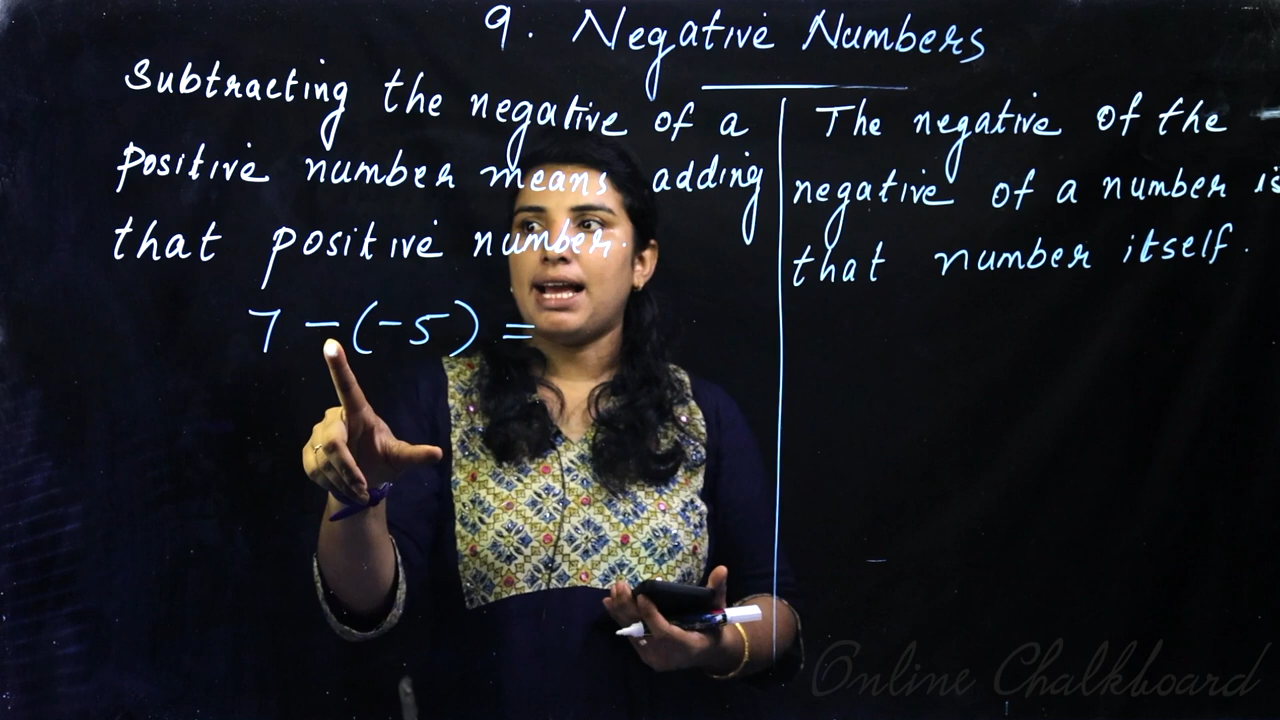 9. Negative Numbers
Subtracting the negative of a
positive number means adding
that positive number.
7 - (-5) =
The negative of the
negative of a number is
that number itself.
Online Chalkboard